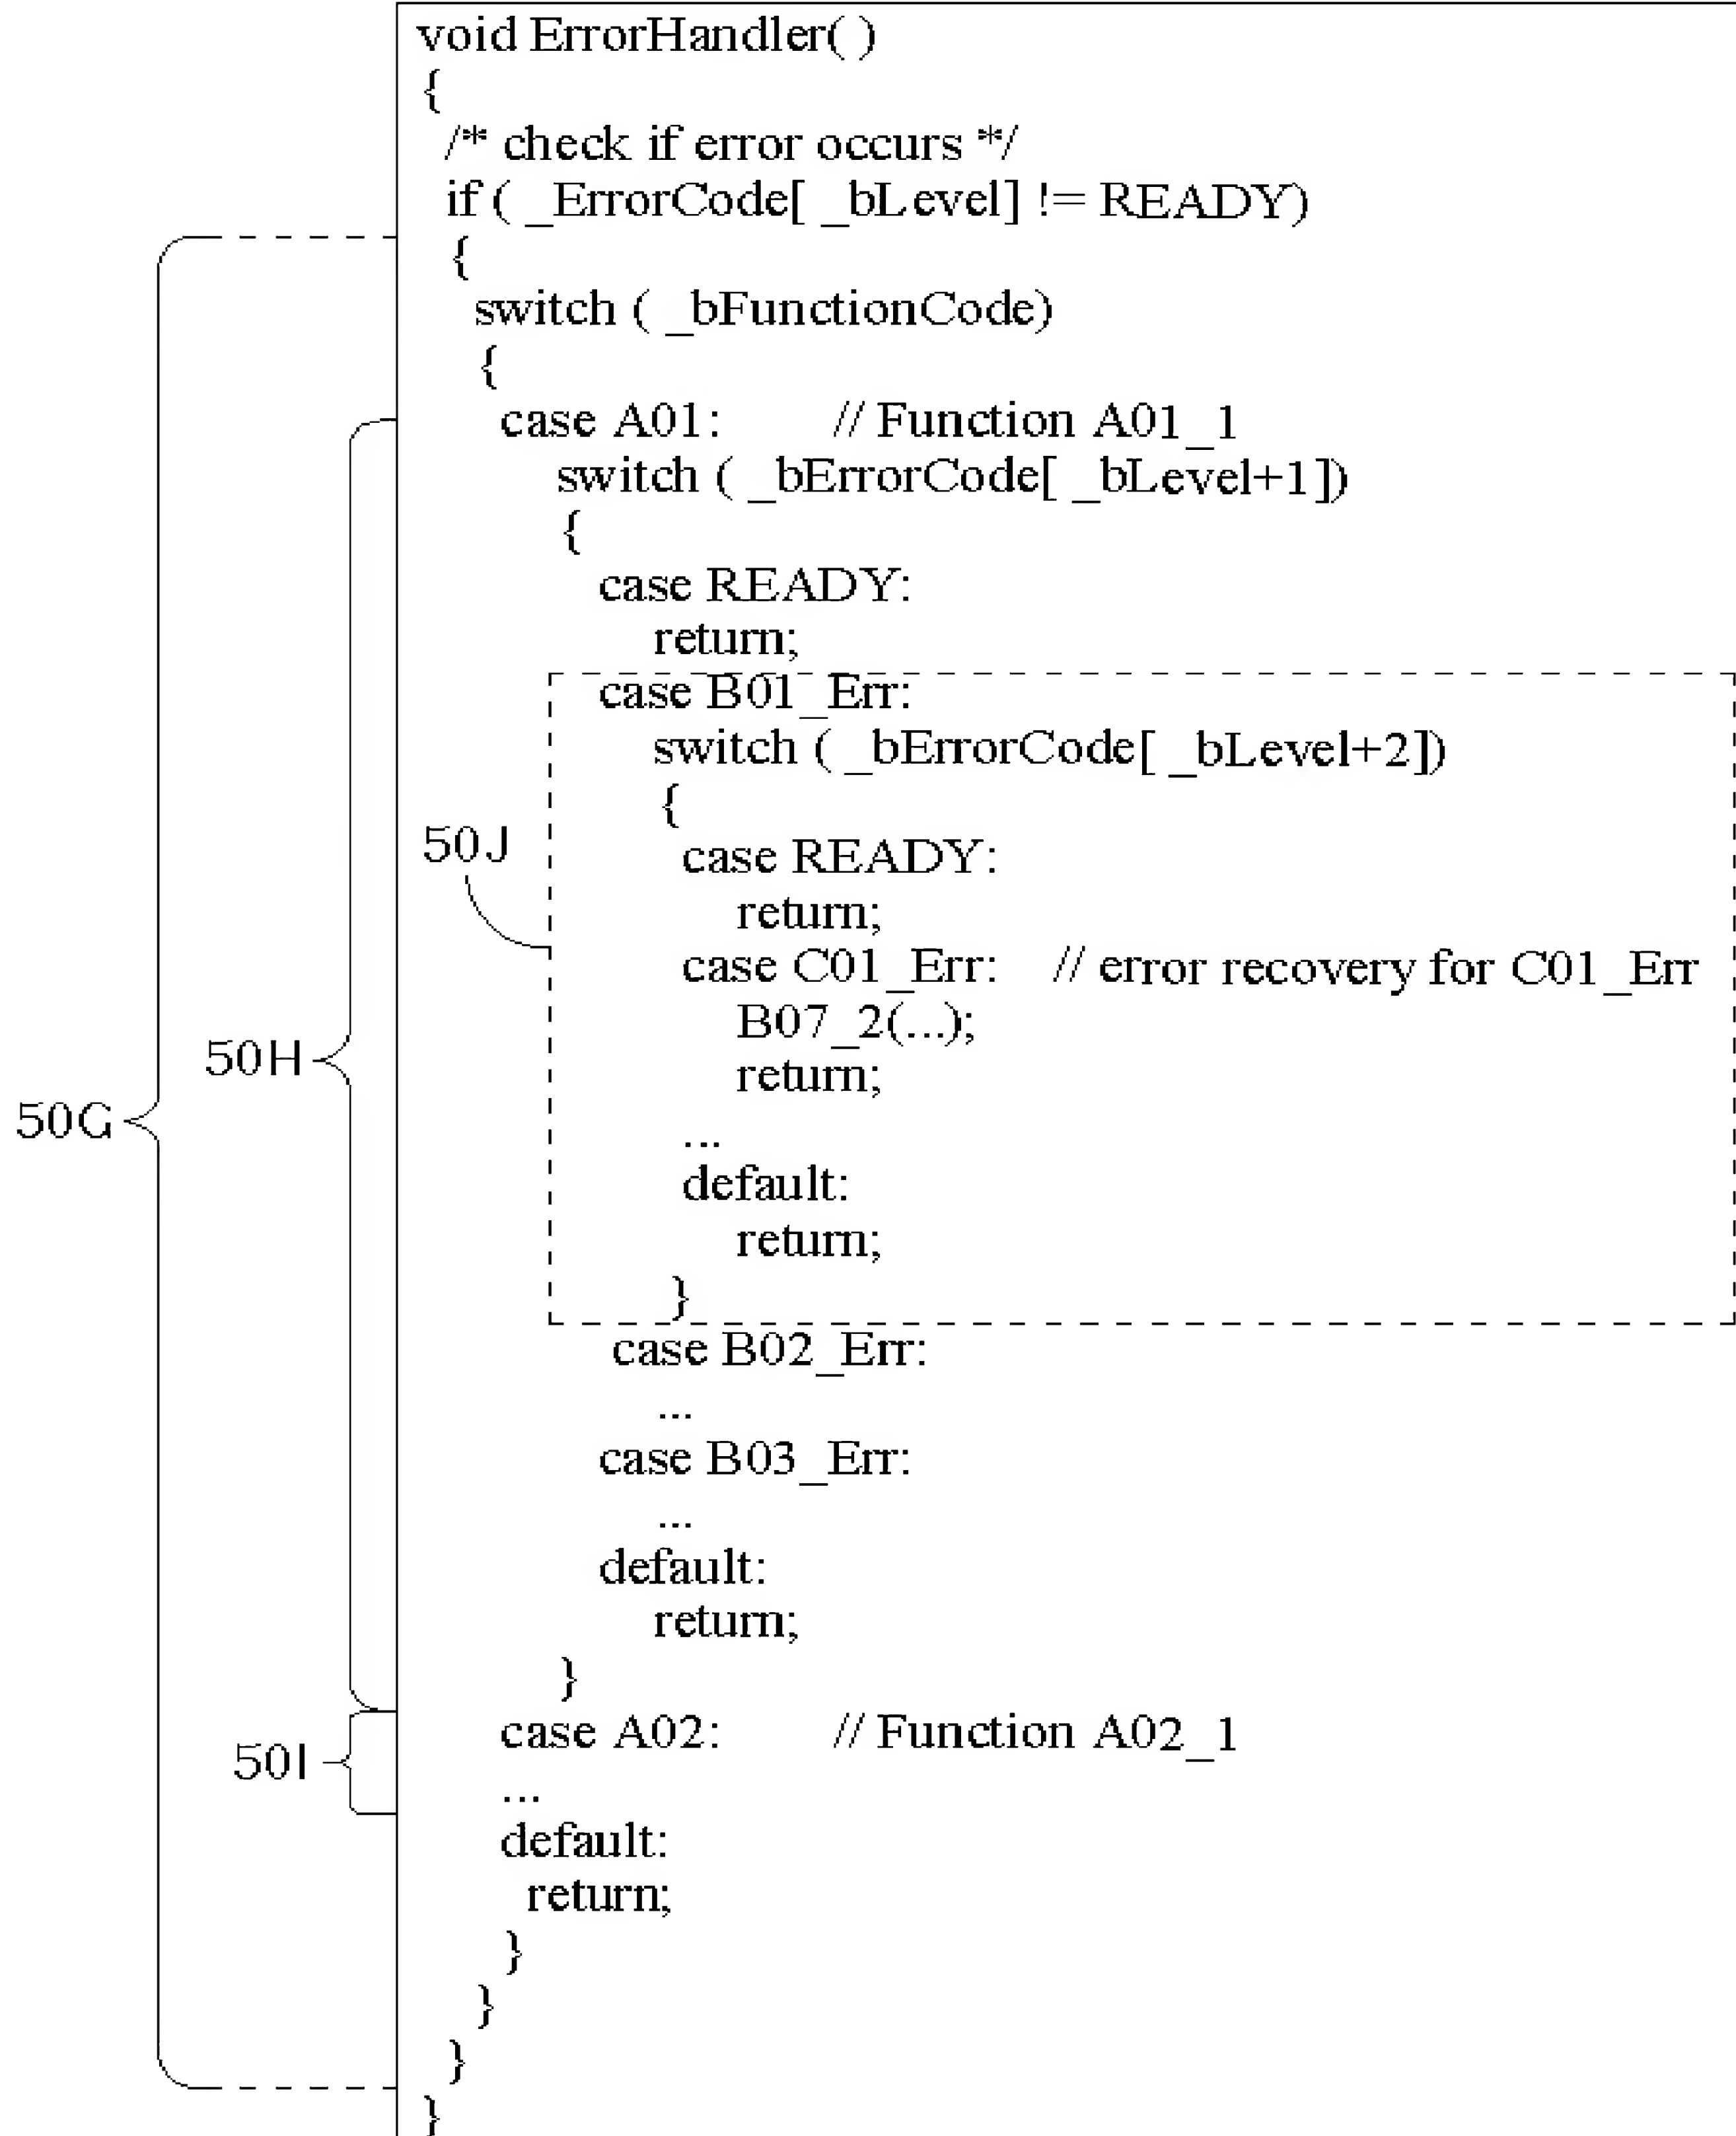 void ErrorHandler( )
{
/* check if error occurs */
if ( _ErrorCode[ _bLevel] != READY)
{
switch ( _bFunctionCode)
{
case A01: // Function A01_1
switch ( _bErrorCode[ _bLevel+1])
{
case READY:
return;
case B01_Err:
switch ( _bErrorCode[ _bLevel+2])
{
50J
case READY:
return;
case C01_Err: // error recovery for C01_Err
B07_2(...);
50H
return;
50G
...
default:
return;
}
case B02_Err:
...
case B03_Err:
...
default:
return;
}
case A02: // Function A02_1
50I
...
default:
return;
}
}
}
}